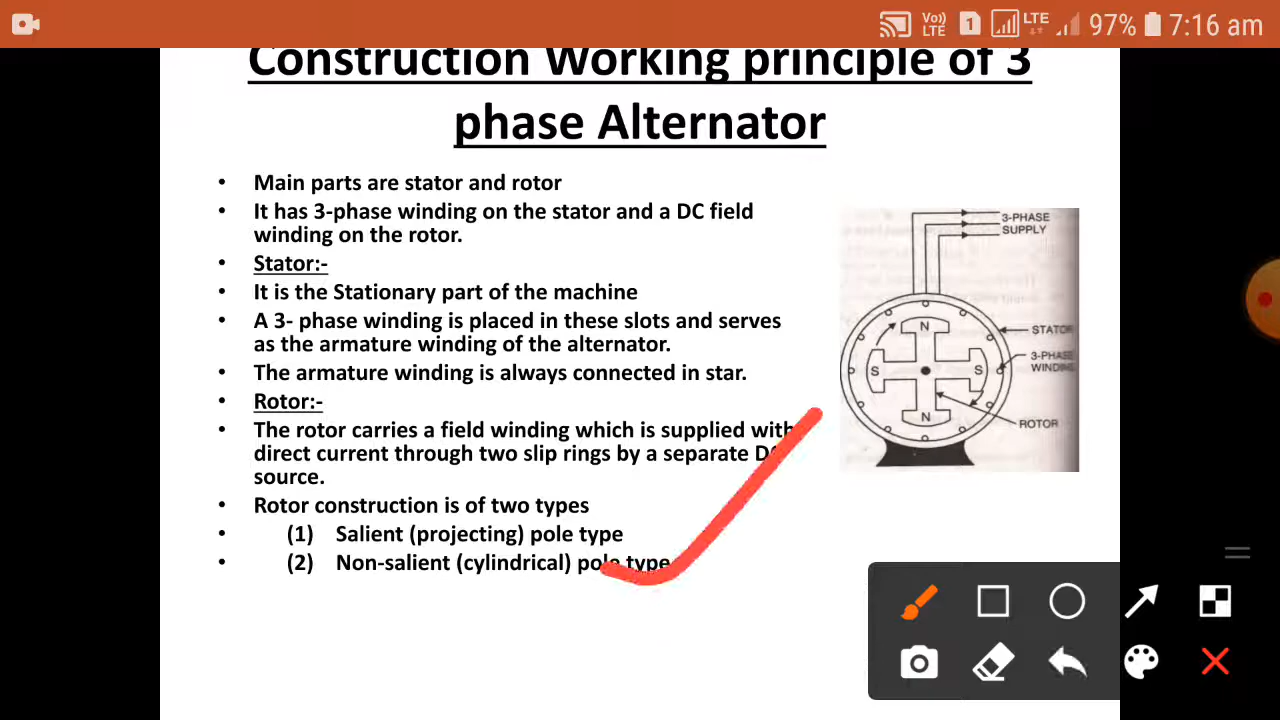 Vo)) LTE 1 LTE 97% 7:16 am
Construction Working principle of 3
phase Alternator
• Main parts are stator and rotor
• It has 3-phase winding on the stator and a DC field
winding on the rotor.
• Stator:-
• It is the Stationary part of the machine
• A 3- phase winding is placed in these slots and serves
as the armature winding of the alternator.
• The armature winding is always connected in star.
• Rotor:-
• The rotor carries a field winding which is supplied with
direct current through two slip rings by a separate DC
source.
• Rotor construction is of two types
• (1) Salient (projecting) pole type
• (2) Non-salient (cylindrical) pole type
3-PHASE
SUPPLY
N
STATOR
3-PHASE
WINDING
S S
N
ROTOR